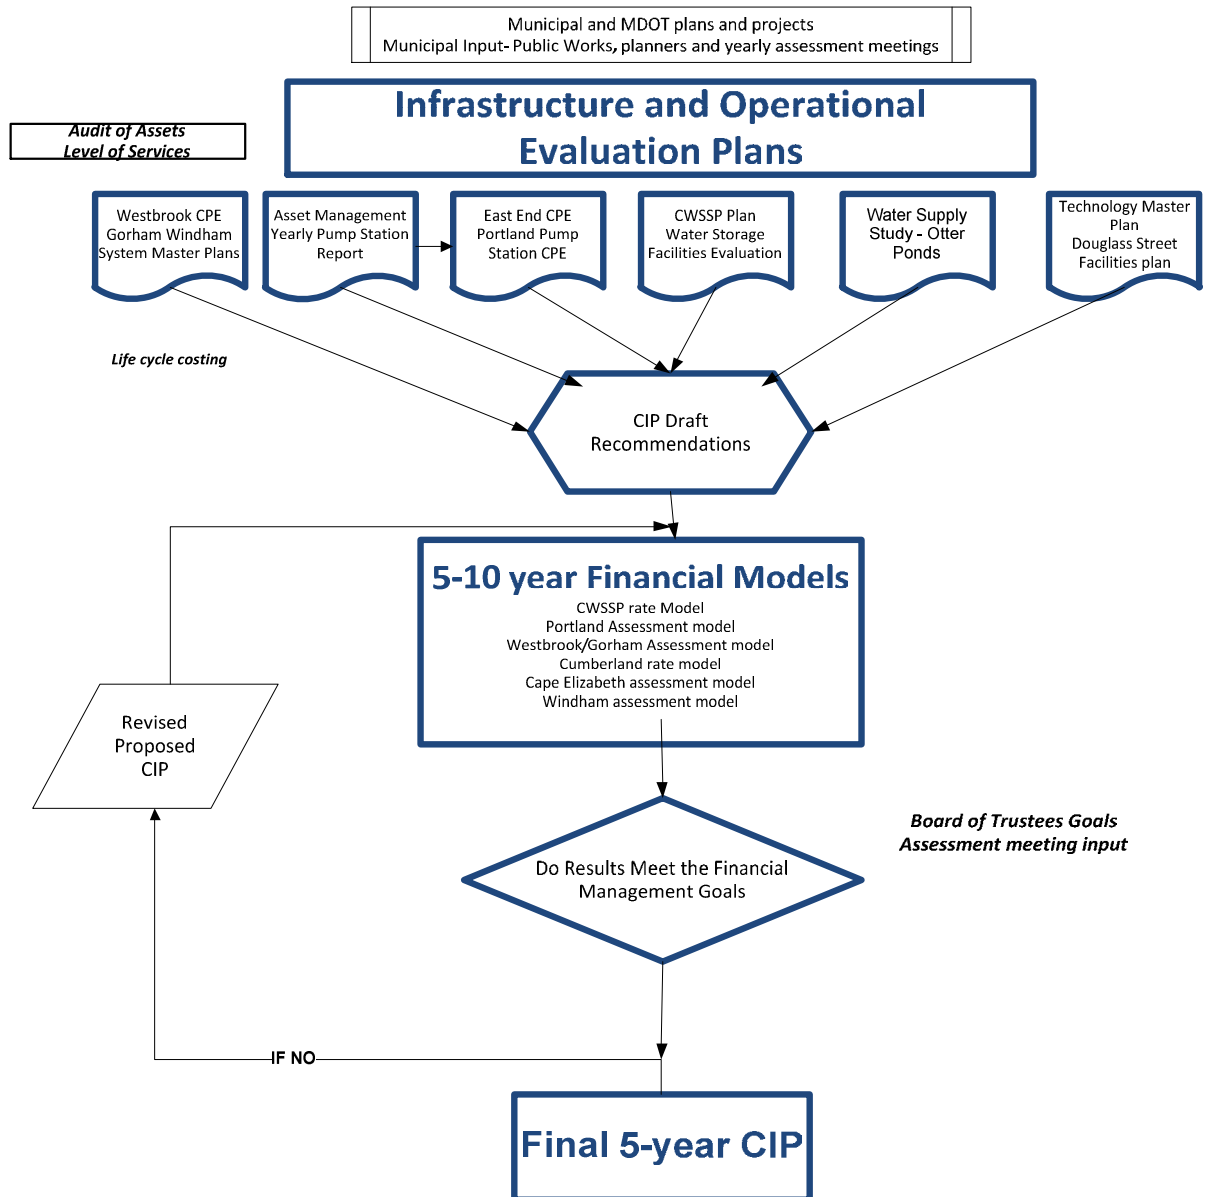 Municipal and MDOT plans and projects
Municipal Input- Public Works, planners and yearly assessment meetings
Infrastructure and Operational
Evaluation Plans
Audit of Assets
Level of Services
Westbrook CPE
Gorham Windham
System Master Plans
Asset Management
Yearly Pump Station
Report
East End CPE
Portland Pump
Station CPE
CWSSP Plan
Water Storage
Facilities Evaluation
Water Supply
Study - Otter
Ponds
Technology Master
Plan
Douglass Street
Facilities plan
Life cycle costing
CIP Draft
Recommendations
5-10 year Financial Models
CWSSP rate Model
Portland Assessment model
Westbrook/Gorham Assessment model
Cumberland rate model
Cape Elizabeth assessment model
Windham assessment model
Revised
Proposed
CIP
Do Results Meet the Financial
Management Goals
Board of Trustees Goals
Assessment meeting input
IF NO
Final 5-year CIP